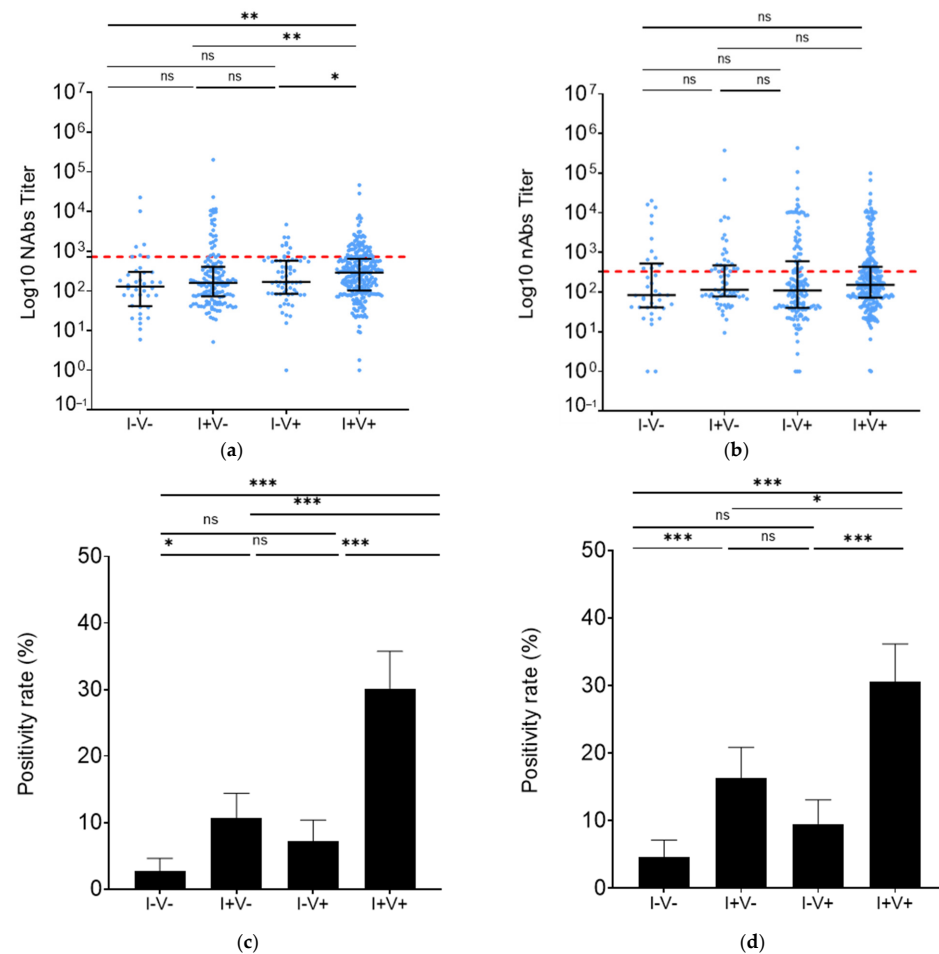 **
**
ns
ns
ns
*
Log10 NAbs Titer
10⁷
10⁶
10⁵
10⁴
10³
10²
10¹
10⁰
10⁻¹
I-V-
I+V-
I-V+
I+V+
(a)
ns
ns
ns
ns
ns
Log10 nAbs Titer
10⁷
10⁶
10⁵
10⁴
10³
10²
10¹
10⁰
10⁻¹
I-V-
I+V-
I-V+
I+V+
(b)
***
***
ns
*
ns
***
Positivity rate (%)
50
40
30
20
10
0
I-V-
I+V-
I-V+
I+V+
(c)
***
*
ns
***
ns
***
Positivity rate (%)
50
40
30
20
10
0
I-V-
I+V-
I-V+
I+V+
(d)